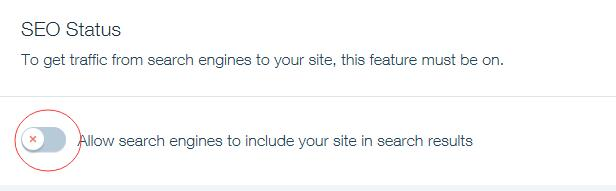 SEO Status
To get traffic from search engines to your site, this feature must be on.
Allow search engines to include your site in search results